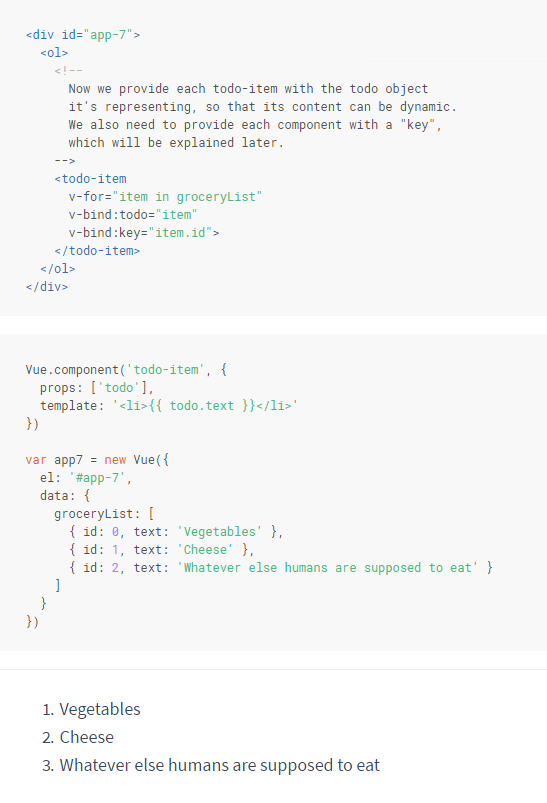 <div id="app-7">
  <ol>
    <!--
      Now we provide each todo-item with the todo object
      it's representing, so that its content can be dynamic.
      We also need to provide each component with a "key",
      which will be explained later.
    -->
    <todo-item
      v-for="item in groceryList"
      v-bind:todo="item"
      v-bind:key="item.id">
    </todo-item>
  </ol>
</div>
Vue.component('todo-item', {
  props: ['todo'],
  template: '<li>{{ todo.text }}</li>'
})
var app7 = new Vue({
  el: '#app-7',
  data: {
    groceryList: [
      { id: 0, text: 'Vegetables' },
      { id: 1, text: 'Cheese' },
      { id: 2, text: 'Whatever else humans are supposed to eat' }
    ]
  }
})
1. Vegetables
2. Cheese
3. Whatever else humans are supposed to eat